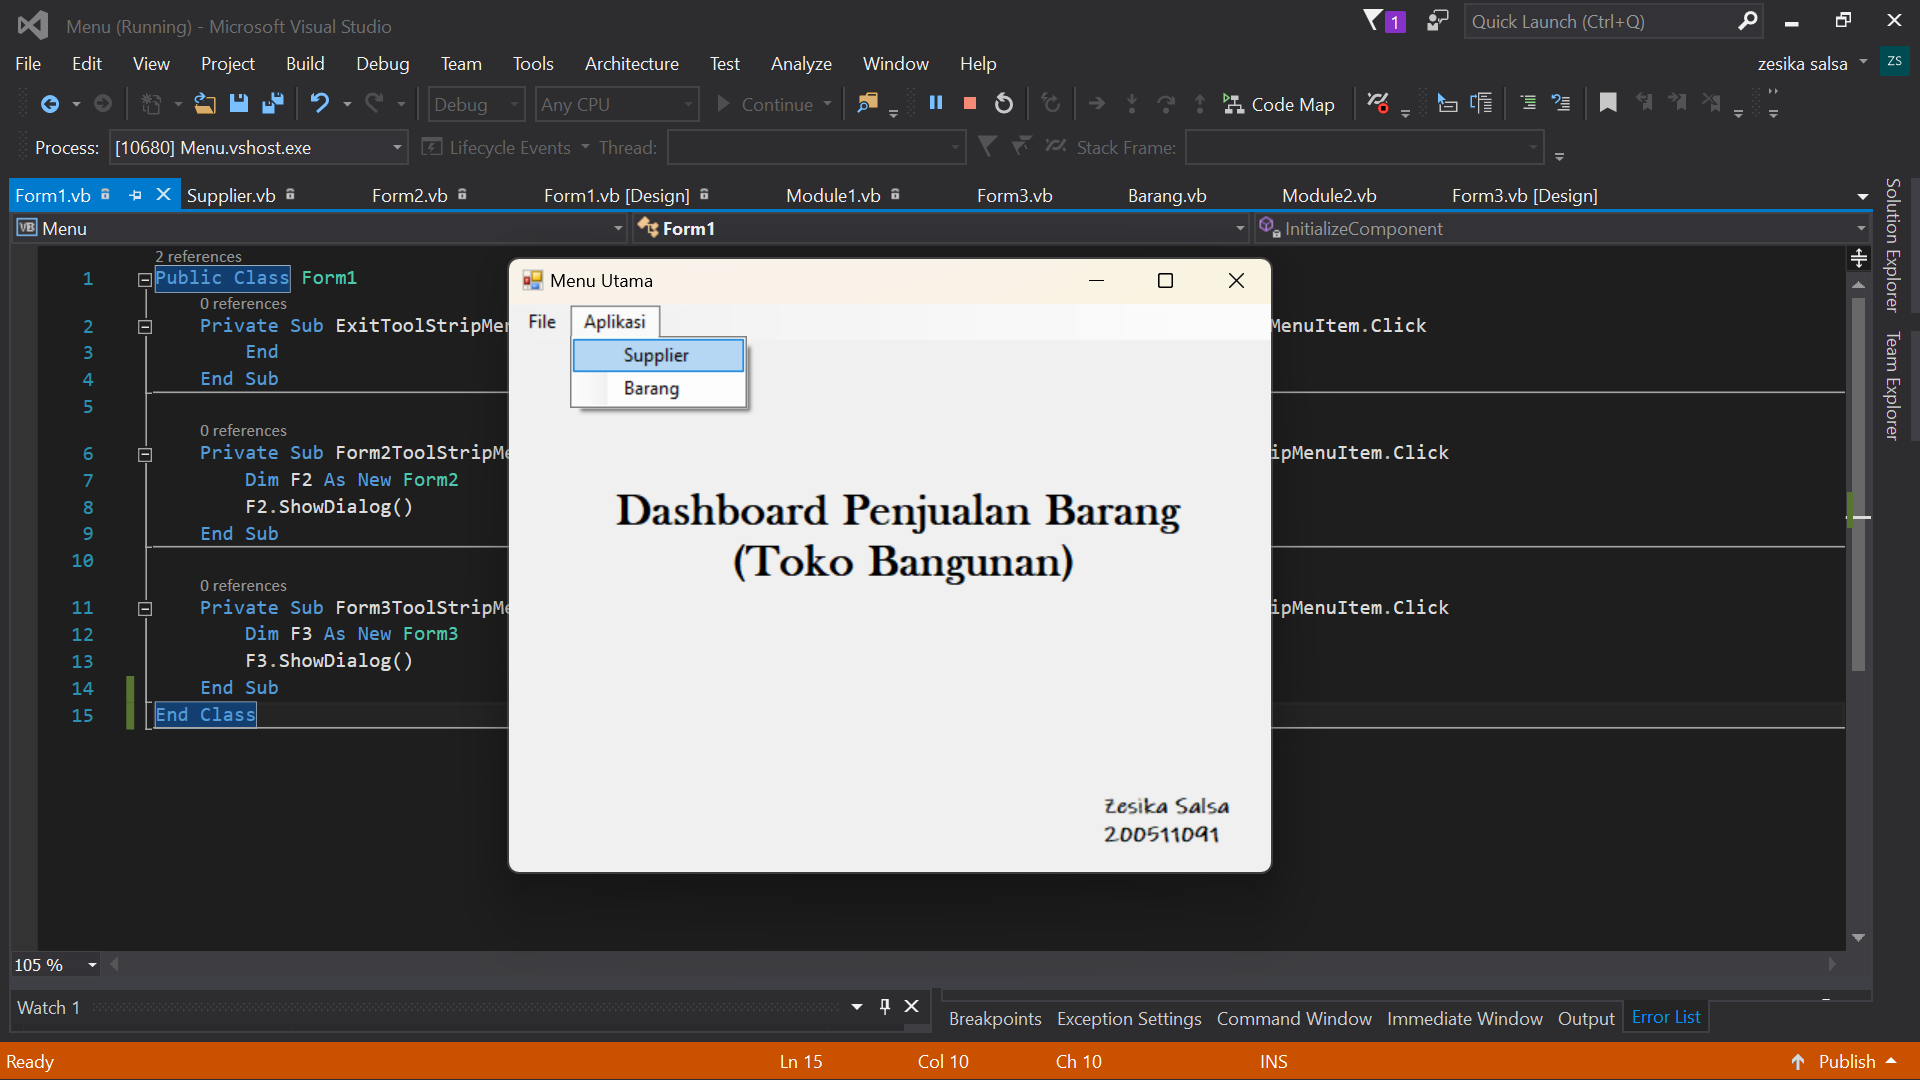 Menu (Running) - Microsoft Visual Studio
1
Quick Launch (Ctrl+Q)
File Edit View Project Build Debug Team Tools Architecture Test Analyze Window Help
zesika salsa
ZS
Debug
Any CPU
Continue
Code Map
Process:
[10680] Menu.vshost.exe
Lifecycle Events
Thread:
Stack Frame:
Form1.vb
Supplier.vb
Form2.vb
Form1.vb [Design]
Module1.vb
Form3.vb
Barang.vb
Module2.vb
Form3.vb [Design]
Solution Explorer
Team Explorer
VB Menu
Form1
InitializeComponent
2 references
1 Public Class Form1
0 references
2 Private Sub ExitToolStripMen
MenuItem.Click
3 End
4 End Sub
5
0 references
6 Private Sub Form2ToolStripMe
ipMenuItem.Click
7 Dim F2 As New Form2
8 F2.ShowDialog()
9 End Sub
10
0 references
11 Private Sub Form3ToolStripMe
ipMenuItem.Click
12 Dim F3 As New Form3
13 F3.ShowDialog()
14 End Sub
15 End Class
Menu Utama
File Aplikasi
Supplier
Barang
Dashboard Penjualan Barang
(Toko Bangunan)
Zesika Salsa
200511091
105 %
Watch 1
Breakpoints Exception Settings Command Window Immediate Window Output Error List
Ready
Ln 15
Col 10
Ch 10
INS
Publish